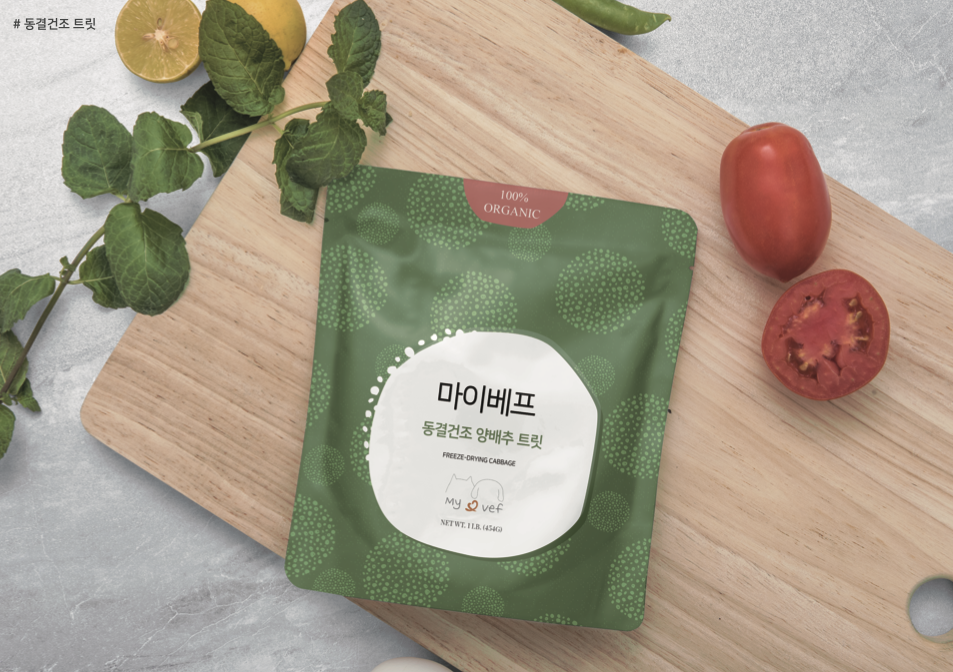 # 동결건조 트릿
100%
ORGANIC
마이베프
동결건조 양배추 트릿
FREEZE-DRYING CABBAGE
My vef
NET WT. 1 LB. (454G)